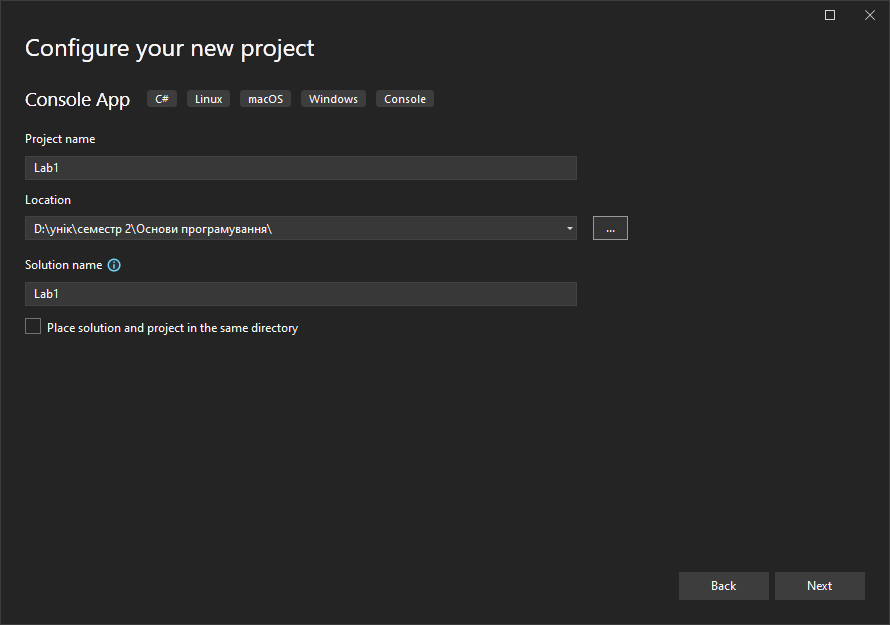 Configure your new project
Console App C# Linux macOS Windows Console
Project name
Lab1
Location
D:\унік\семестр 2\Основи програмування\
...
Solution name
Lab1
Place solution and project in the same directory
Back Next